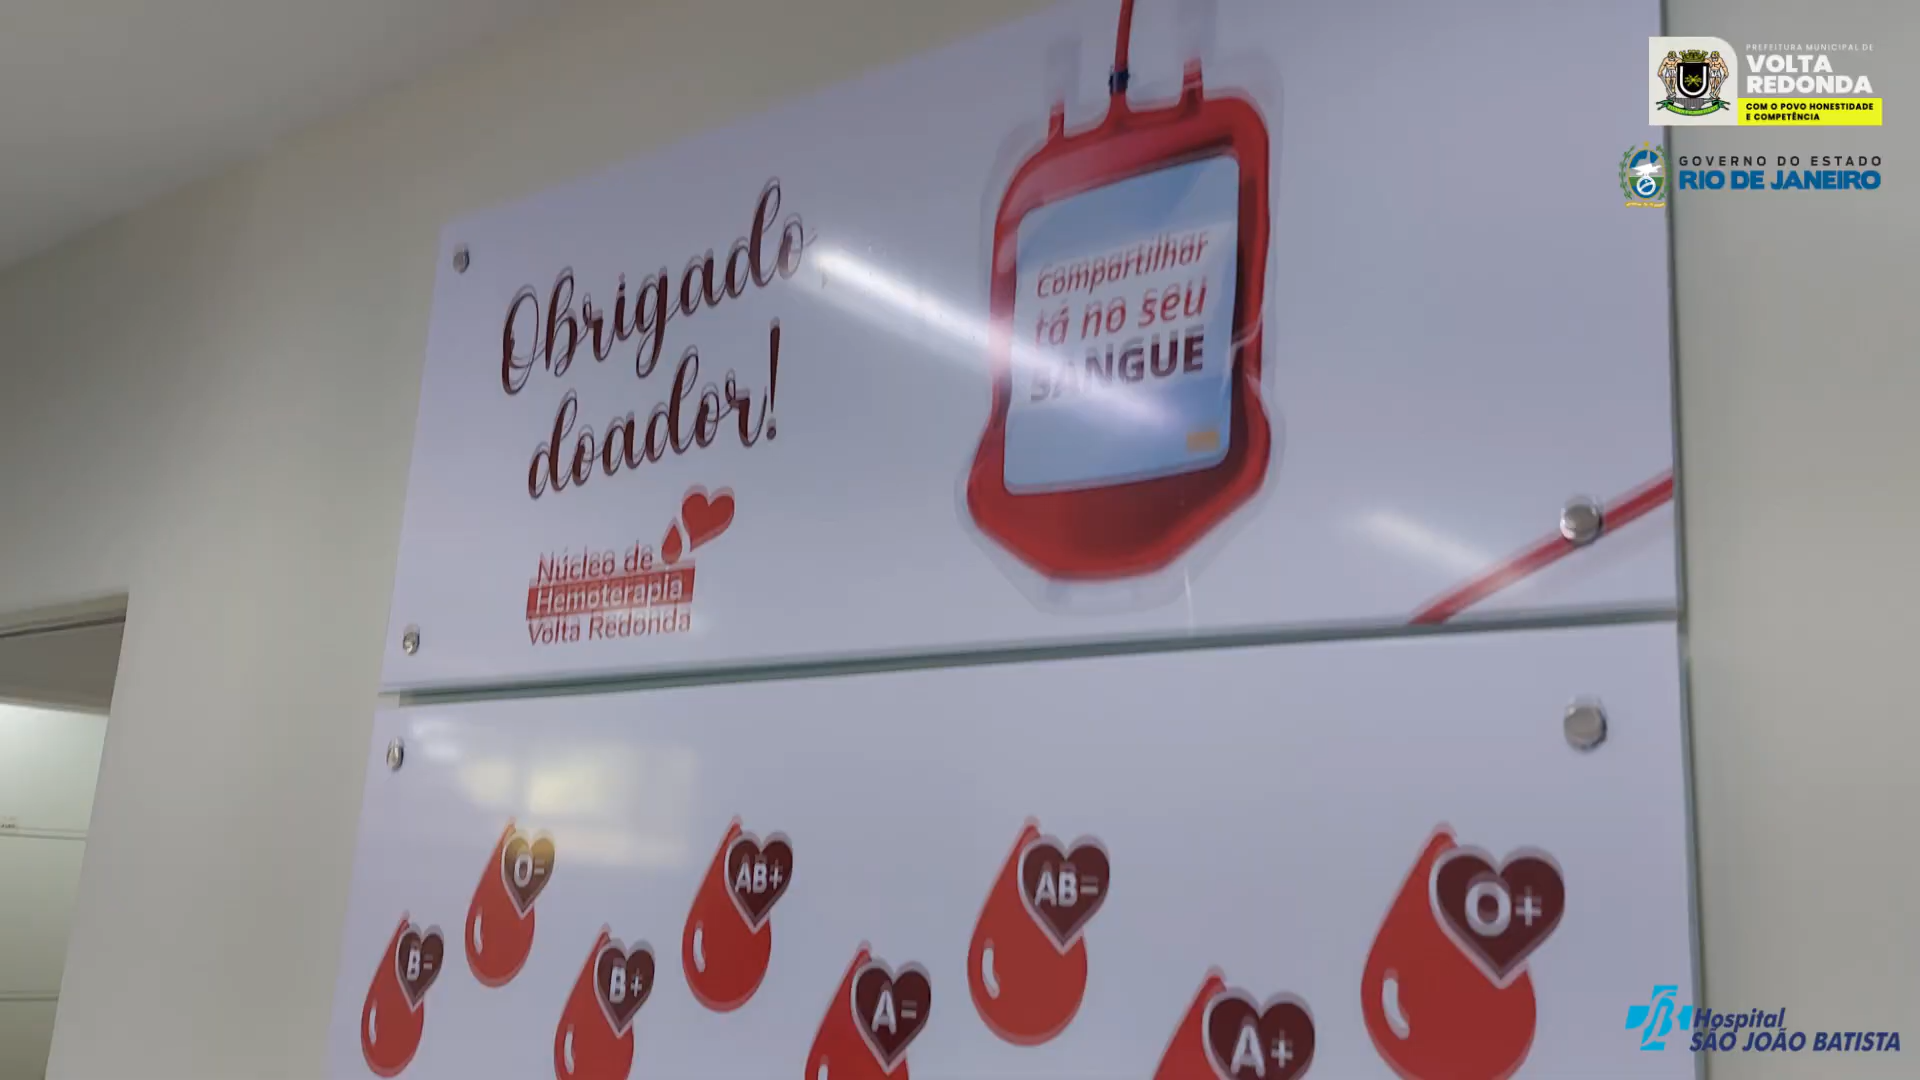 PREFEITURA MUNICIPAL DE
VOLTA
REDONDA
COM O POVO HONESTIDADE
E COMPETÊNCIA
GOVERNO DO ESTADO
RIO DE JANEIRO
Obrigado
doador!
Compartilhar
tá no seu
SANGUE
Núcleo de
Hemoterapia
Volta Redonda
O-
AB+
AB-
O+
B-
B+
A-
A+
Hospital
SÃO JOÃO BATISTA